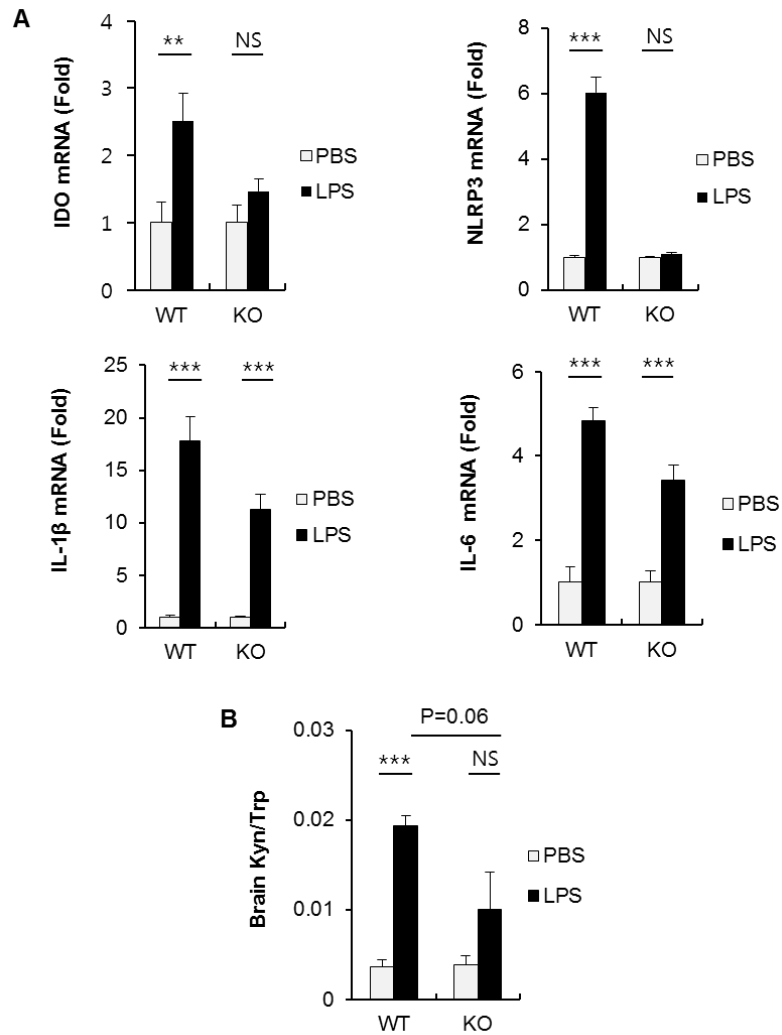 A
IDO mRNA (Fold)
4
3
2
1
0
** NS
WT KO
PBS
LPS
NLRP3 mRNA (Fold)
8
6
4
2
0
*** NS
WT KO
PBS
LPS
IL-1β mRNA (Fold)
25
20
15
10
5
0
*** ***
WT KO
PBS
LPS
IL-6 mRNA (Fold)
6
4
2
0
*** ***
WT KO
PBS
LPS
B
Brain Kyn/Trp
0.03
0.02
0.01
0
P=0.06
*** NS
WT KO
PBS
LPS